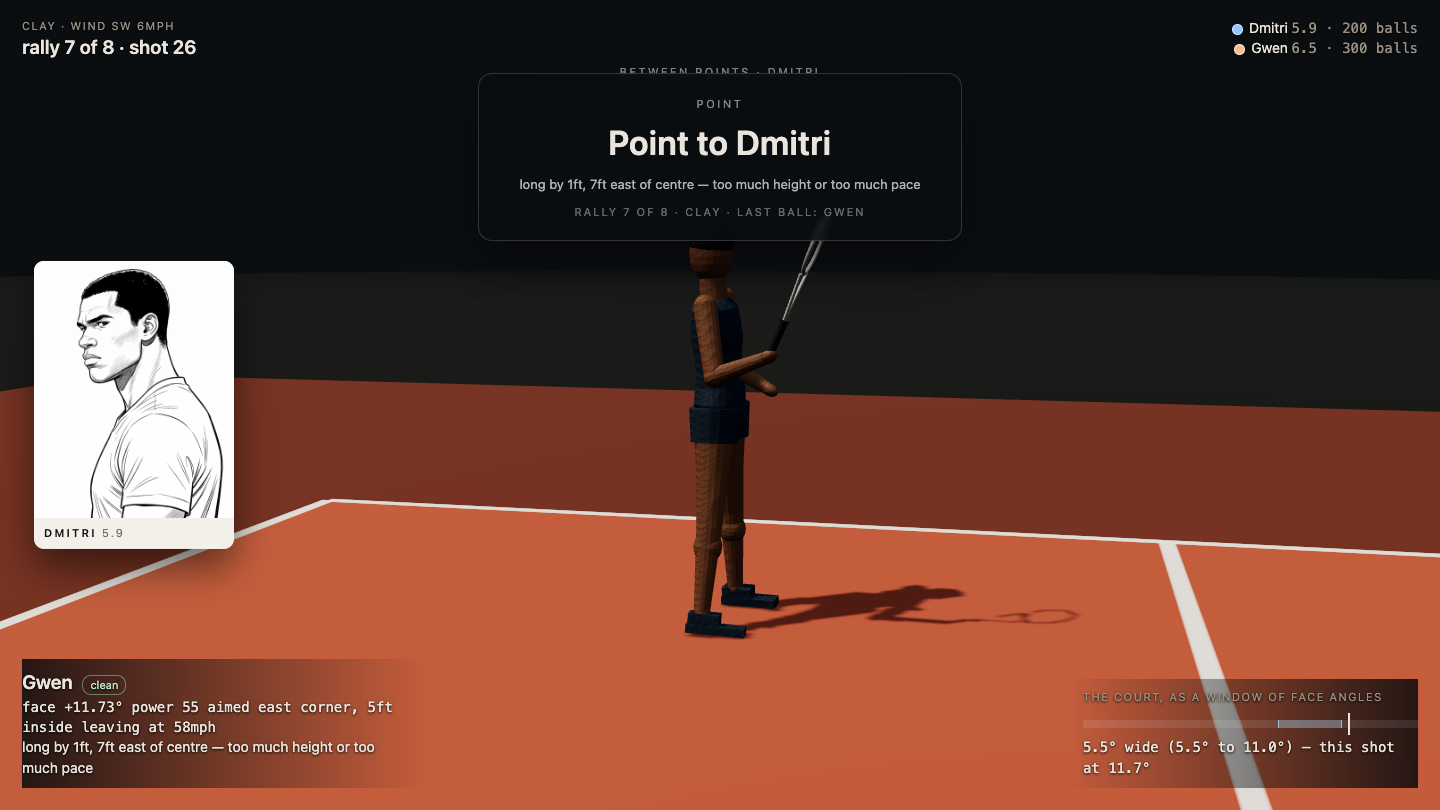 CLAY · WIND SW 6MPH
rally 7 of 8 · shot 26
Dmitri 5.9 · 200 balls
Gwen 6.5 · 300 balls
BETWEEN POINTS · DMITRI
POINT
Point to Dmitri
long by 1ft, 7ft east of centre — too much height or too much pace
RALLY 7 OF 8 · CLAY · LAST BALL: GWEN
DMITRI 5.9
Gwen clean
face +11.73° power 55 aimed east corner, 5ft
inside leaving at 58mph
long by 1ft, 7ft east of centre — too much height or too
much pace
THE COURT, AS A WINDOW OF FACE ANGLES
5.5° wide (5.5° to 11.0°) — this shot
at 11.7°